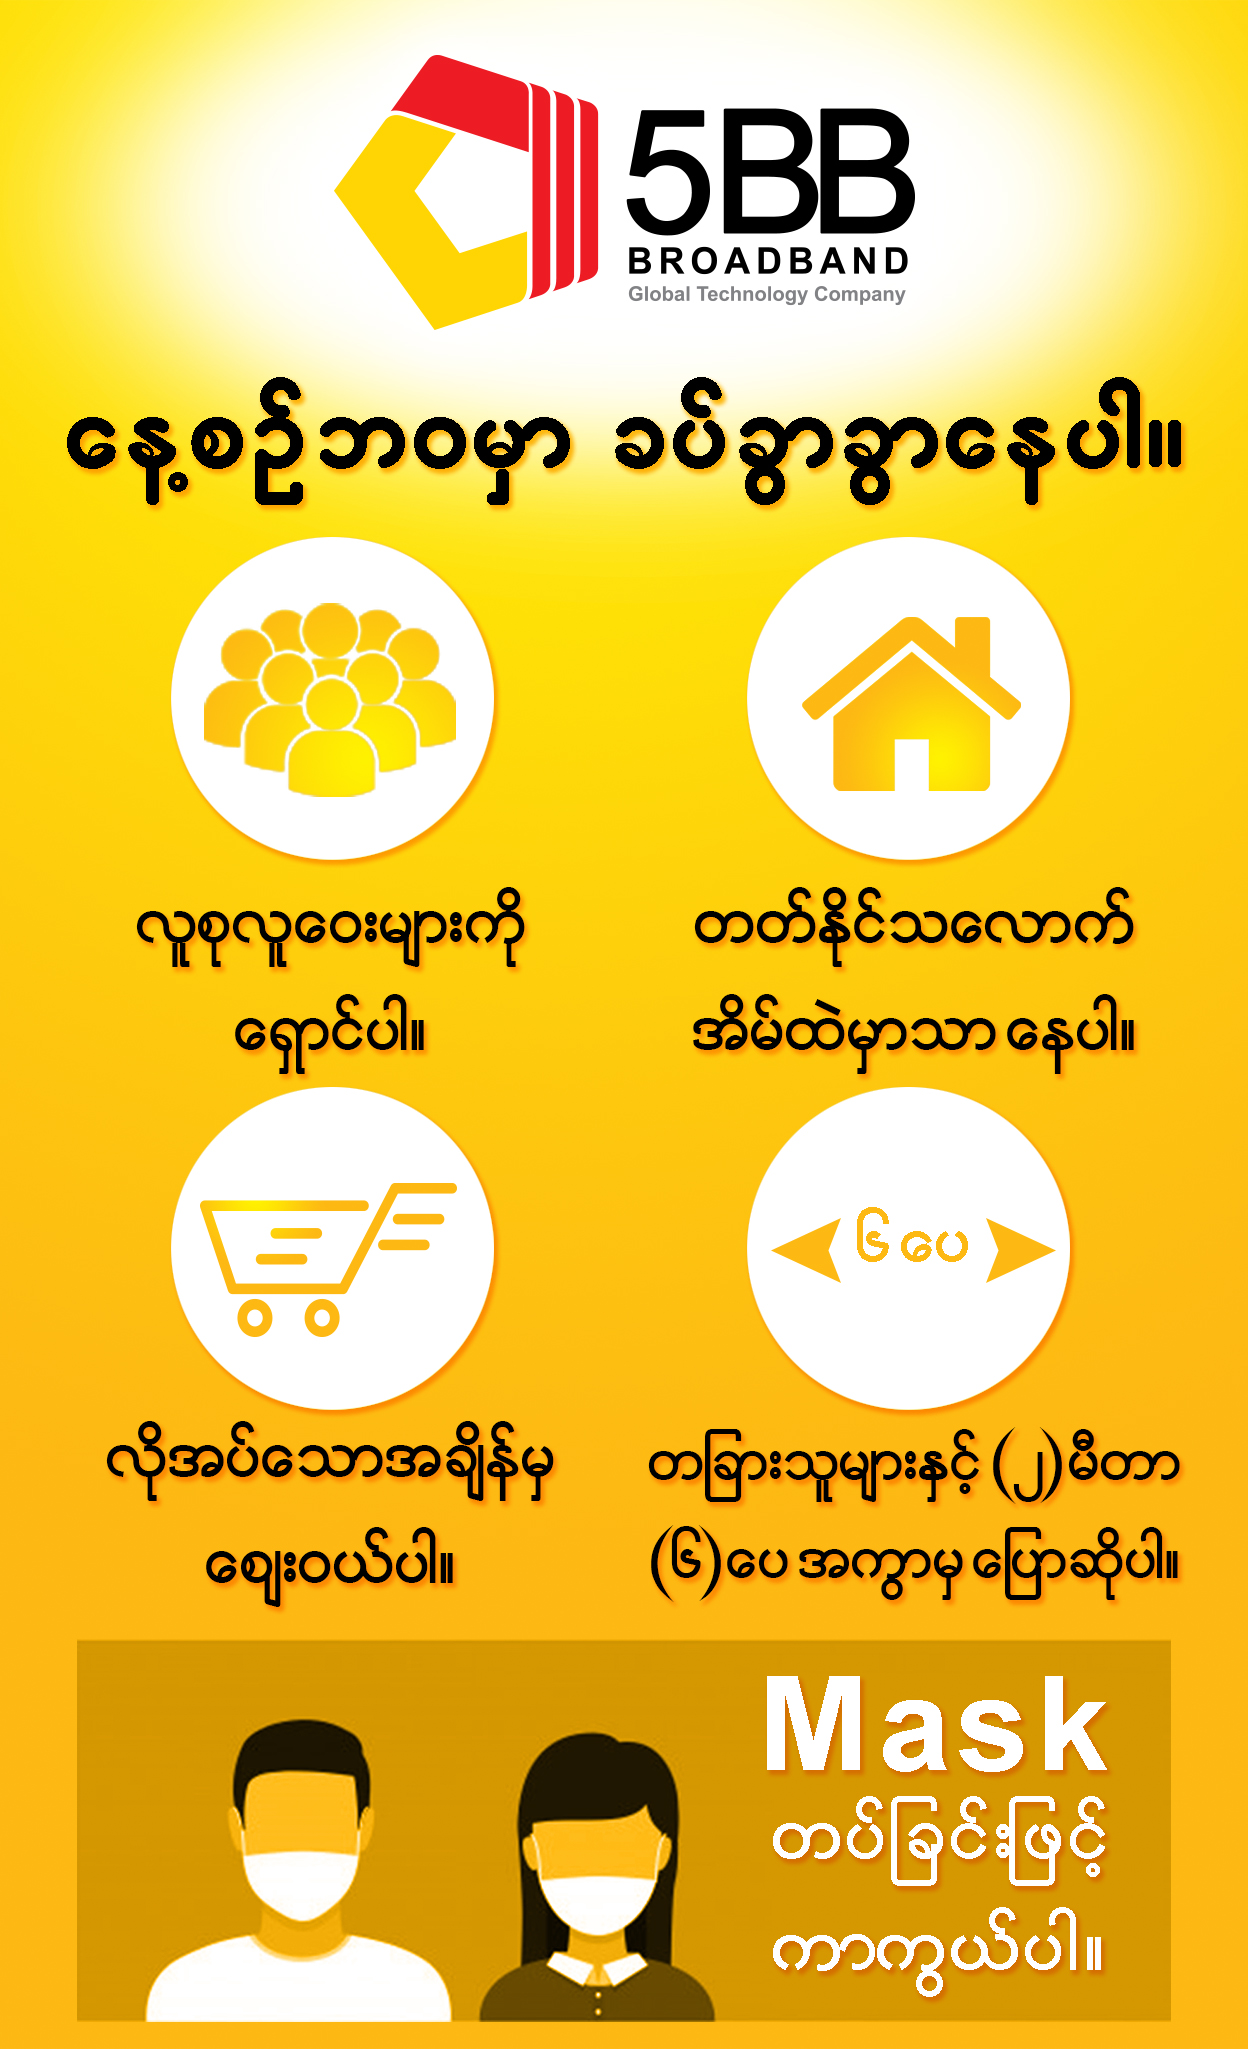 5BB
BROADBAND
Global Technology Company
နေ့စဉ်ဘဝမှာ ခပ်ခွာခွာနေပါ။
လူစုလူဝေးများကို
ရှောင်ပါ။
တတ်နိုင်သလောက်
အိမ်ထဲမှာသာ နေပါ။
၆ ပေ
လိုအပ်သောအချိန်မှ
ဈေးဝယ်ပါ။
တခြားသူများနှင့် (၂)မီတာ
(၆)ပေ အကွာမှ ပြောဆိုပါ။
Mask
တပ်ခြင်းဖြင့်
ကာကွယ်ပါ။